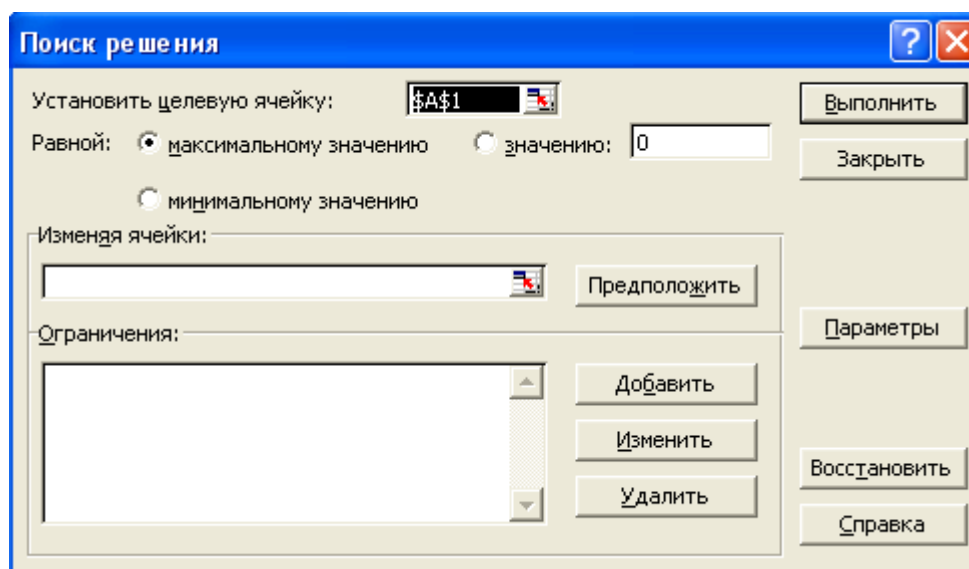 Поиск решения
Установить целевую ячейку: $A$1
Равной: максимальному значению значению: 0
минимальному значению
Изменяя ячейки:
Предположить
Ограничения:
Добавить
Изменить
Удалить
Выполнить
Закрыть
Параметры
Восстановить
Справка